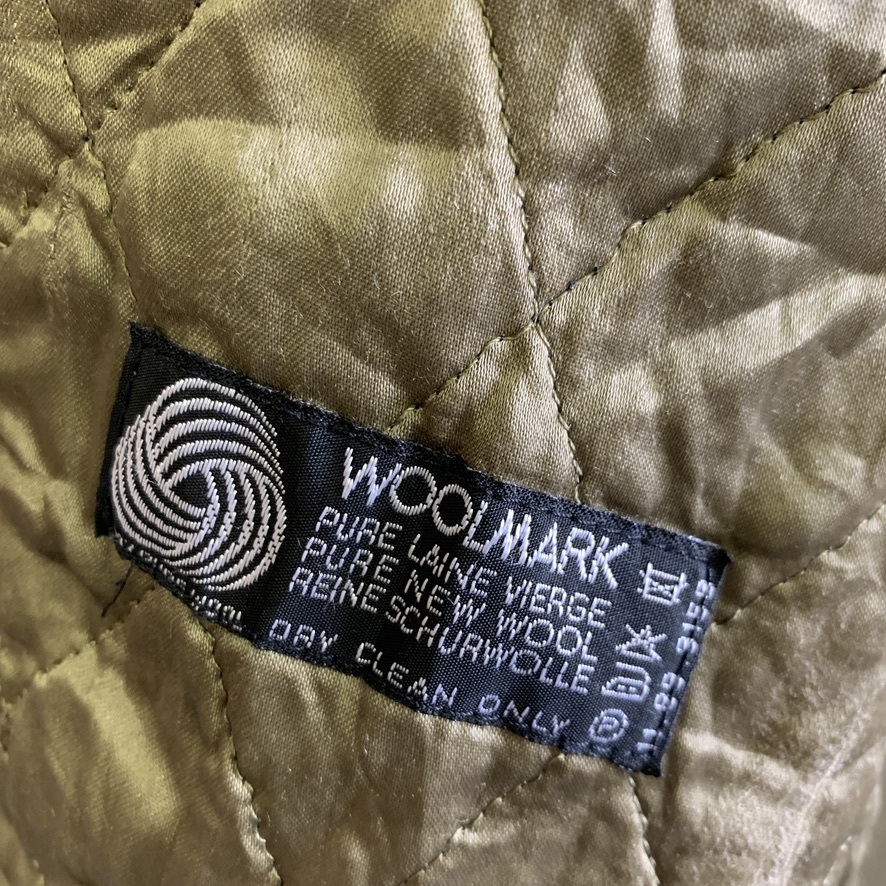 WOOLMARK
PURE LAINE VIERGE
PURE NEW WOOL
REINE SCHURWOLLE
DRY CLEAN ONLY
P